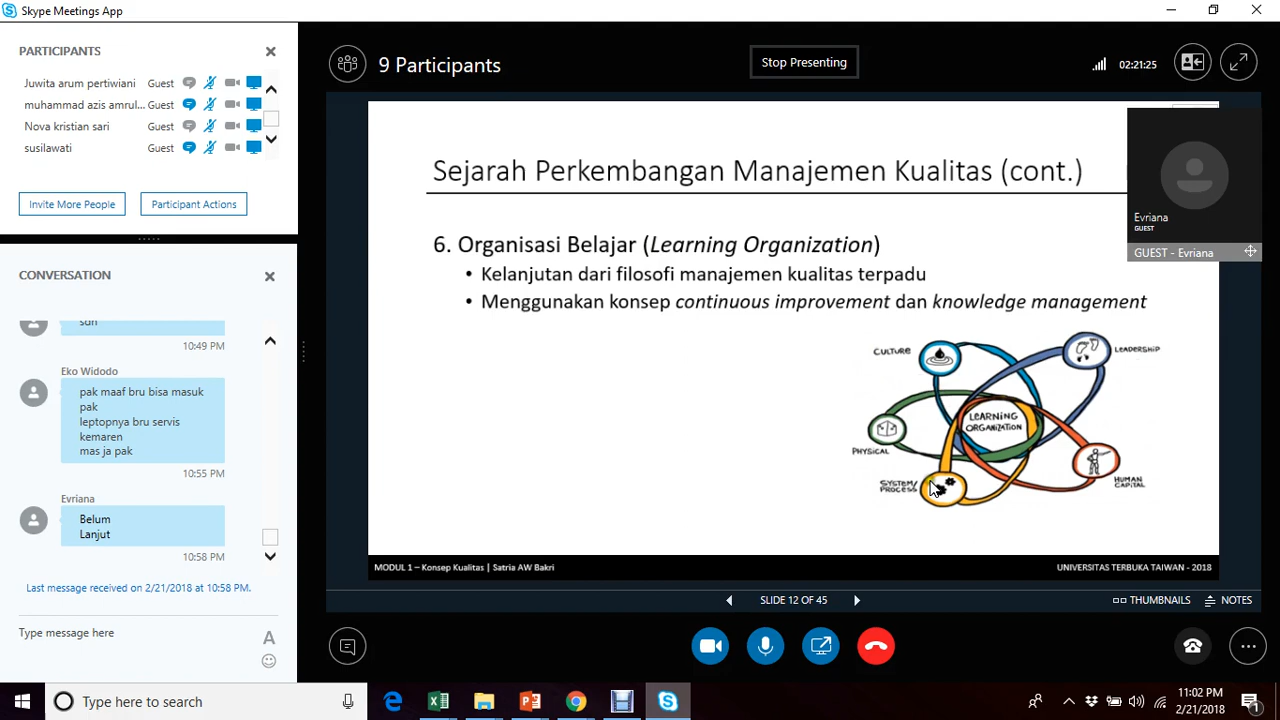 Skype Meetings App
PARTICIPANTS
Juwita arum pertiwiani Guest
muhammad azis amrul... Guest
Nova kristian sari Guest
susilawati Guest
Invite More People
Participant Actions
CONVERSATION
sdn
10:49 PM
Eko Widodo
pak maaf bru bisa masuk
pak
leptopnya bru servis
kemaren
mas ja pak
10:55 PM
Evriana
Belum
Lanjut
10:58 PM
Last message received on 2/21/2018 at 10:58 PM.
Type message here
A
9 Participants
Stop Presenting
02:21:25
Sejarah Perkembangan Manajemen Kualitas (cont.)
6. Organisasi Belajar (Learning Organization)
• Kelanjutan dari filosofi manajemen kualitas terpadu
• Menggunakan konsep continuous improvement dan knowledge management
CULTURE
LEADERSHIP
LEARNING
ORGANIZATION
PHYSICAL
SYSTEM/
PROCESS
HUMAN
CAPITAL
MODUL 1 – Konsep Kualitas | Satria AW Bakri
UNIVERSITAS TERBUKA TAIWAN - 2018
Evriana
GUEST
GUEST - Evriana
SLIDE 12 OF 45
THUMBNAILS
NOTES
Type here to search
11:02 PM
2/21/2018
1